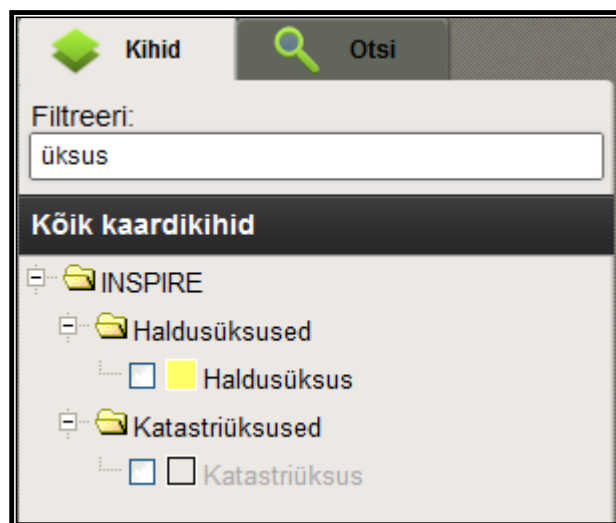 Kihid Otsi
Filtreeri:
üksus
Kõik kaardikihid
INSPIRE
Haldusüksused
Haldusüksus
Katastriüksused
Katastriüksus